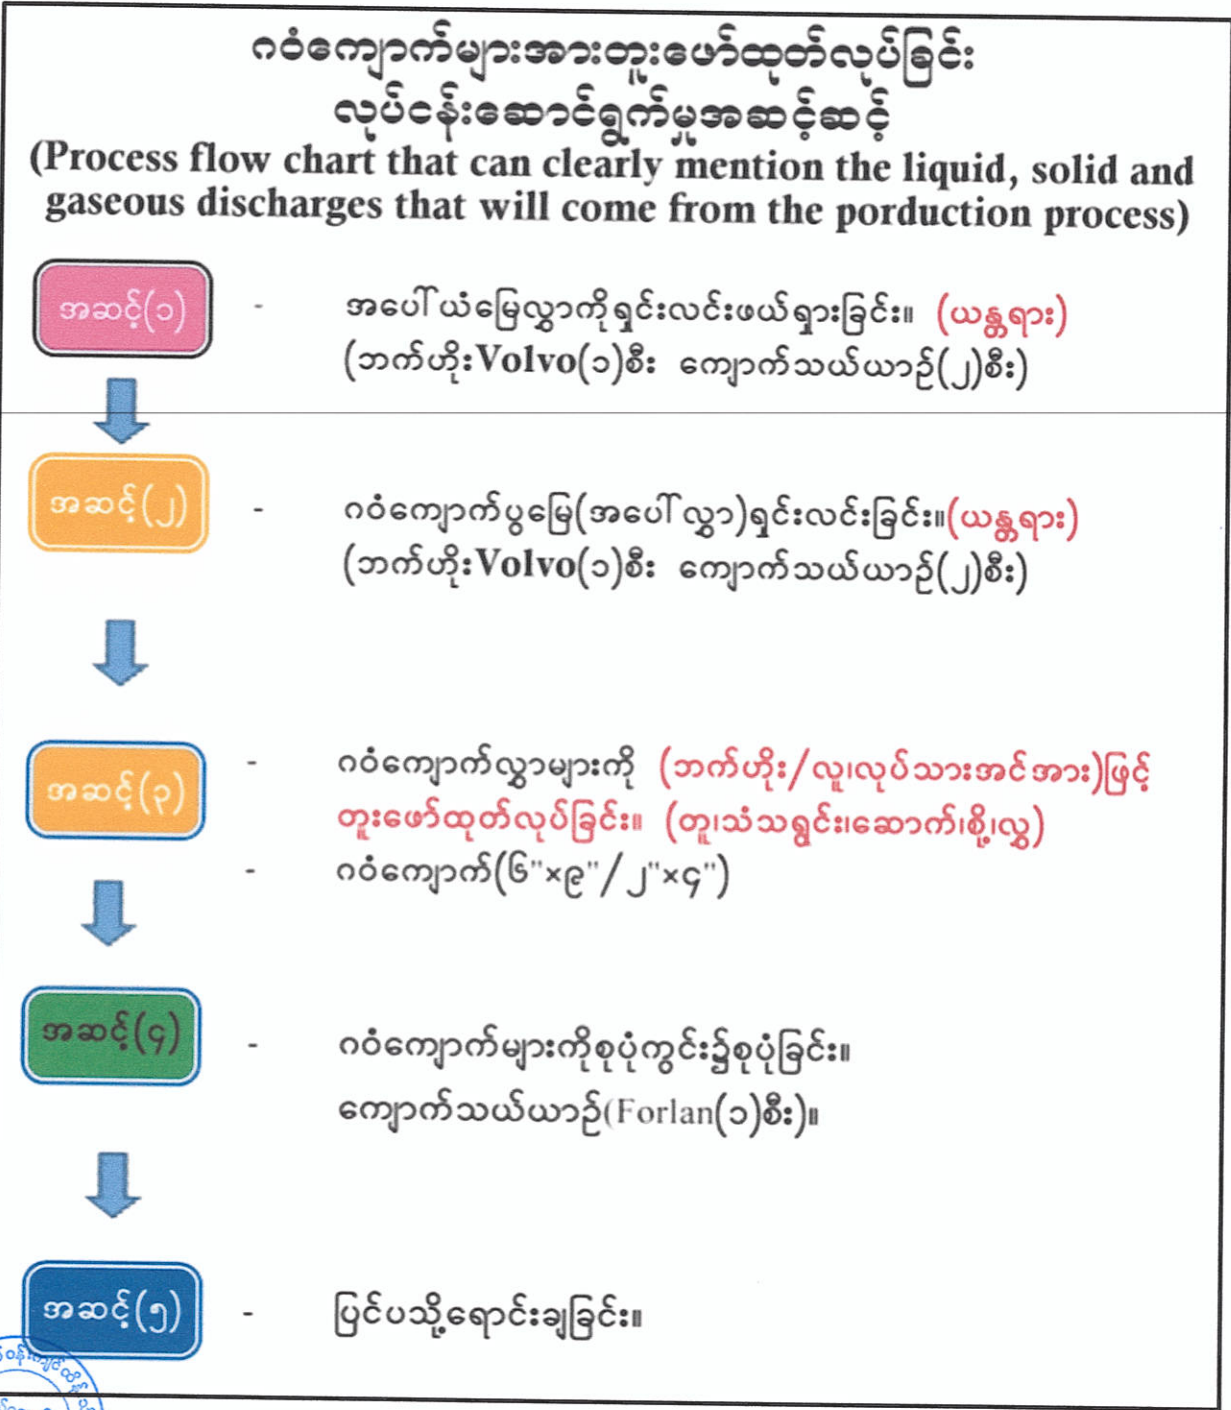 ဂဝံကျောက်များအားတူးဖော်ထုတ်လုပ်ခြင်း
လုပ်ငန်းဆောင်ရွက်မှုအဆင့်ဆင့်
(Process flow chart that can clearly mention the liquid, solid and
gaseous discharges that will come from the porduction process)
အဆင့်(၁) - အပေါ်ယံမြေလွှာကိုရှင်းလင်းဖယ်ရှားခြင်း။ (ယန္တရား)
(ဘက်ဟိုးVolvo(၁)စီး ကျောက်သယ်ယာဉ်(၂)စီး)
အဆင့်(၂) - ဂဝံကျောက်ပွမြေ(အပေါ်လွှာ)ရှင်းလင်းခြင်း။(ယန္တရား)
(ဘက်ဟိုးVolvo(၁)စီး ကျောက်သယ်ယာဉ်(၂)စီး)
အဆင့်(၃) - ဂဝံကျောက်လွှာများကို (ဘက်ဟိုး/လူ၊လုပ်သားအင်အား)ဖြင့်
တူးဖော်ထုတ်လုပ်ခြင်း။ (တူ၊သံသရွင်း၊ဆောက်၊စို့၊လွှ)
- ဂဝံကျောက်(၆"×၉"/၂"×၄")
အဆင့်(၄) - ဂဝံကျောက်များကိုစုပုံကွင်း၌စုပုံခြင်း။
ကျောက်သယ်ယာဉ်(Forlan(၁)စီး)။
အဆင့်(၅) - ပြင်ပသို့ရောင်းချခြင်း။